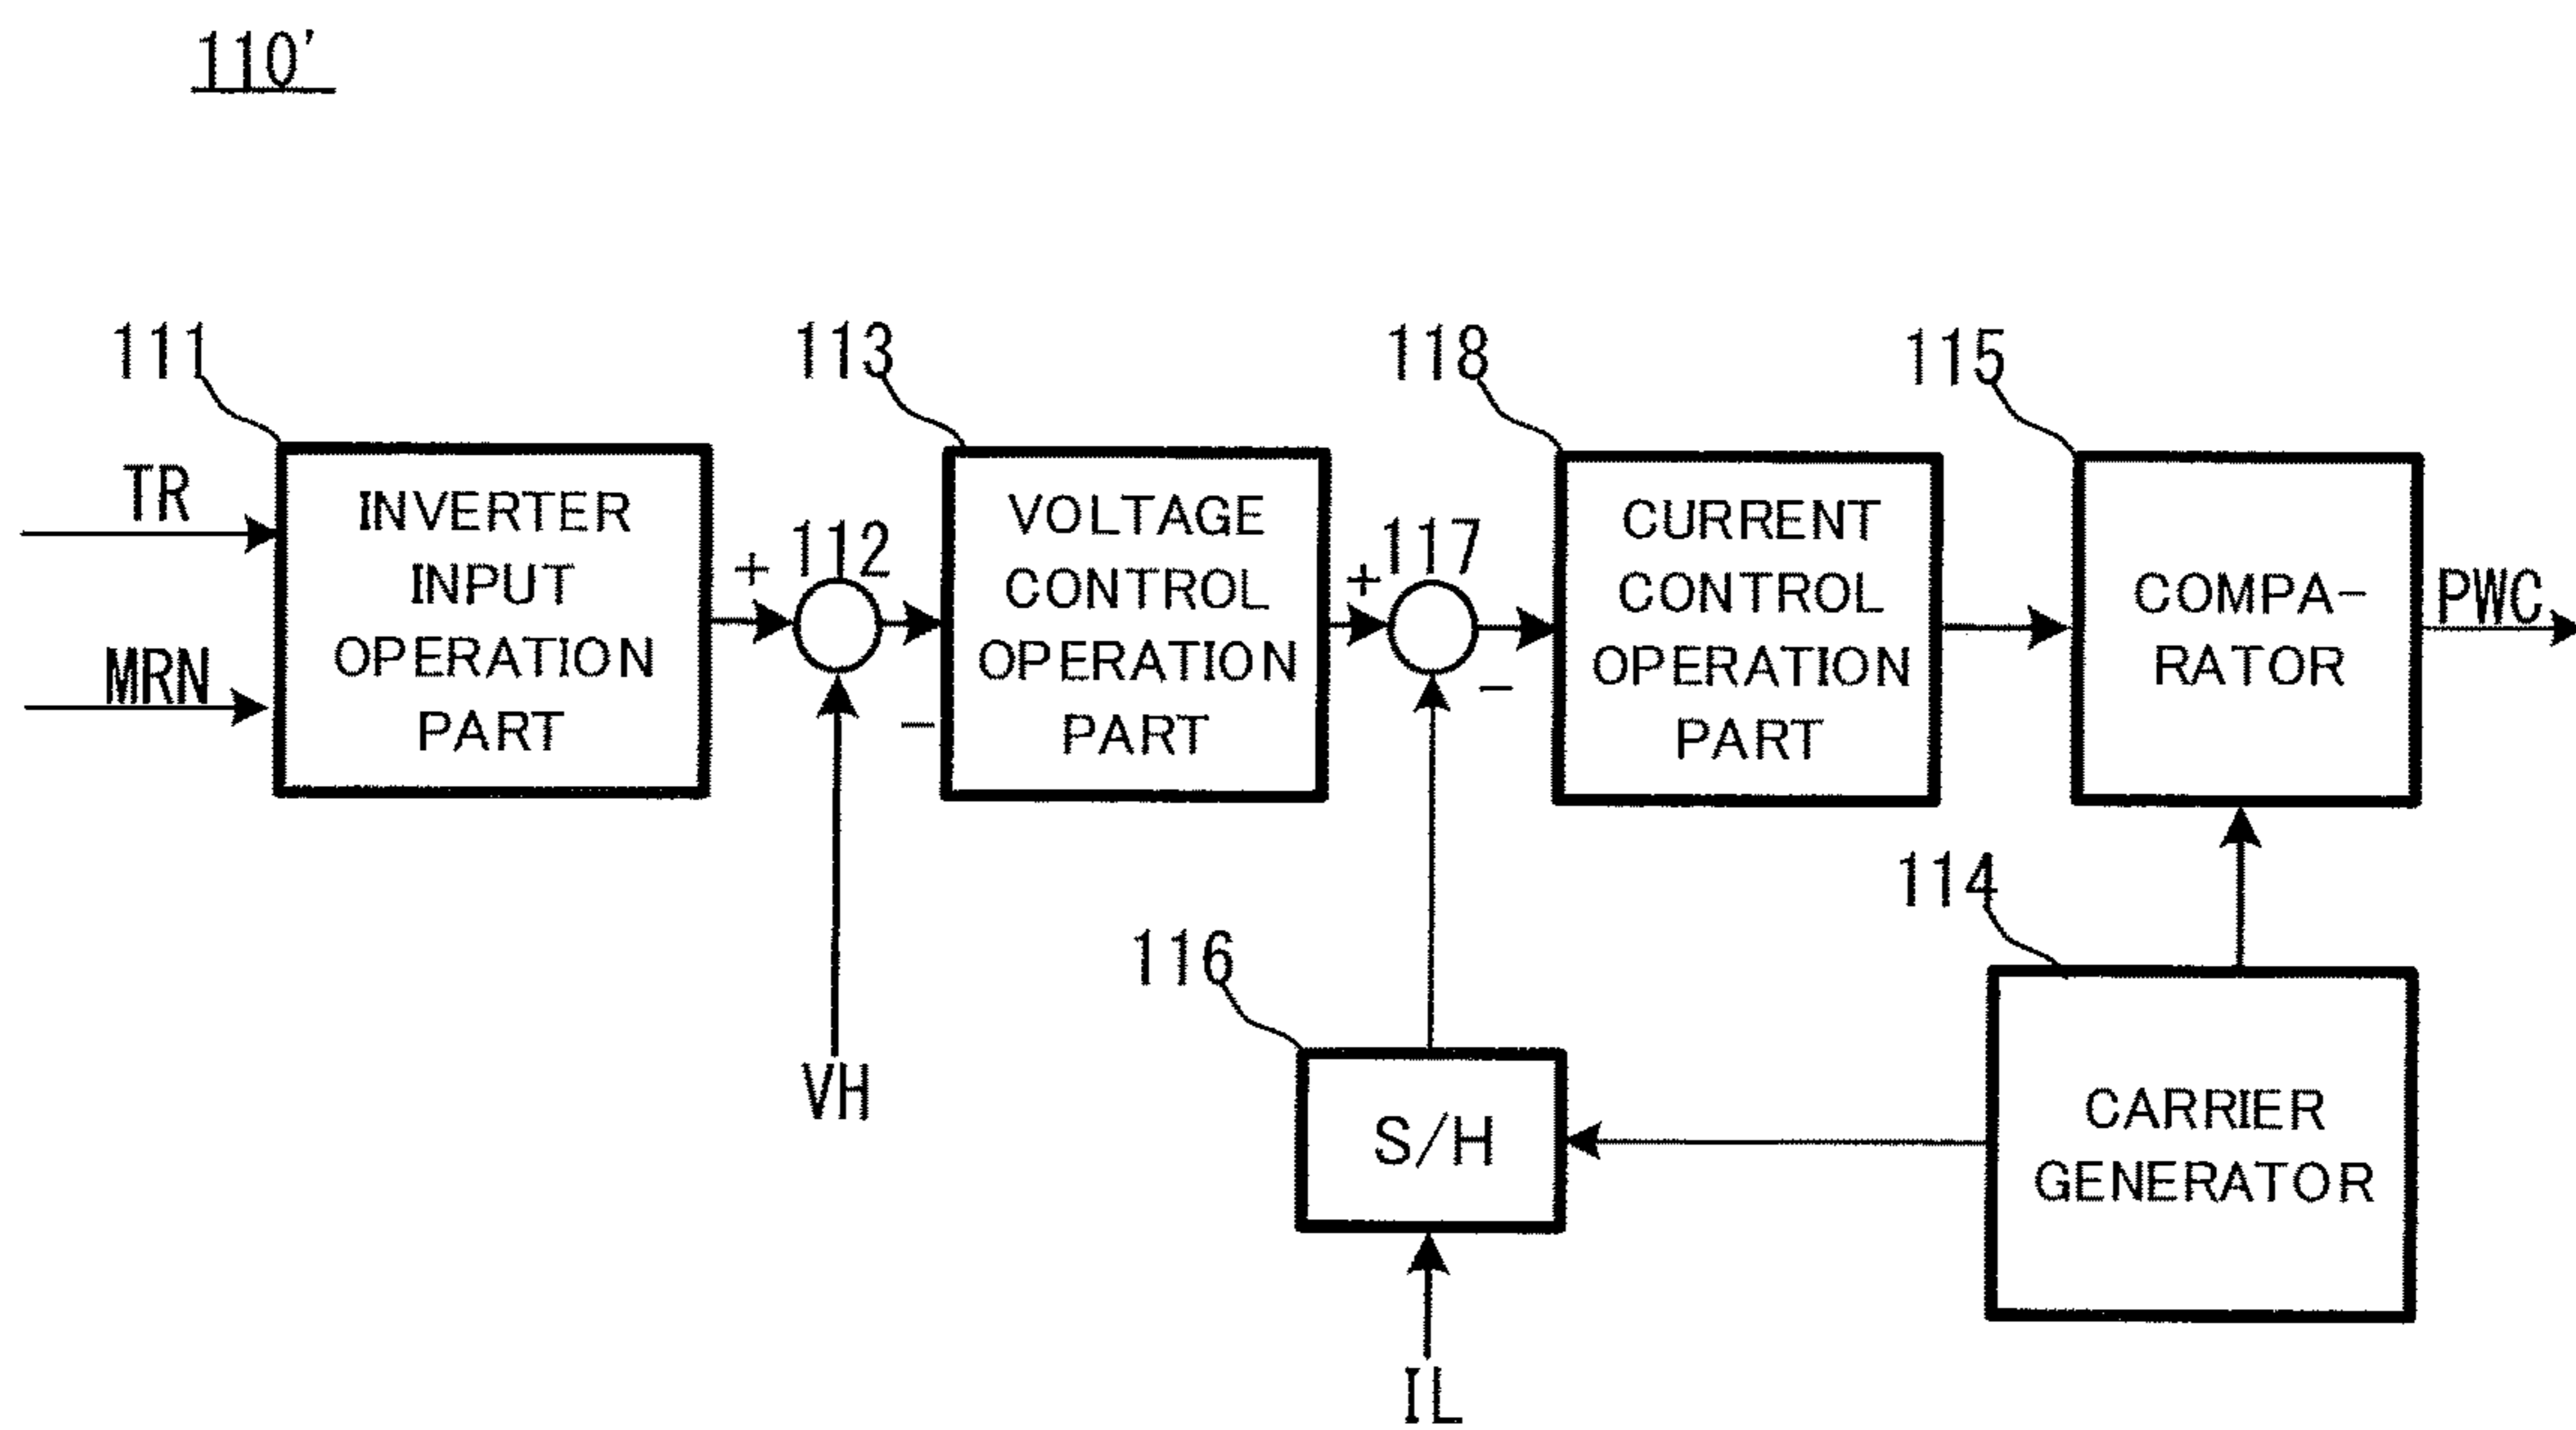 110'
111
113
118
115
TR
MRN
INVERTER
INPUT
OPERATION
PART
+
112
−
VOLTAGE
CONTROL
OPERATION
PART
+
117
−
CURRENT
CONTROL
OPERATION
PART
COMPA-
RATOR
PWC
VH
116
S/H
IL
114
CARRIER
GENERATOR